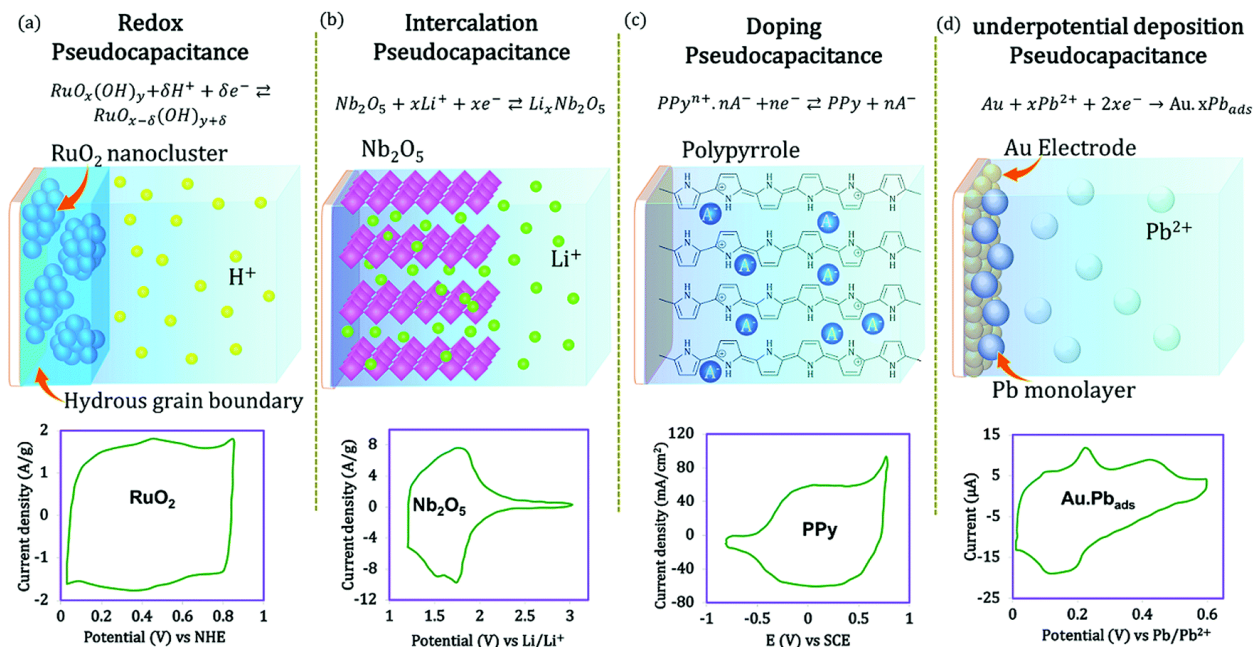 (a)
Redox
Pseudocapacitance
RuOₓ(OH)ᵧ+δH⁺ + δe⁻ ⇄
RuOₓ₋δ(OH)ᵧ₊δ
RuO₂ nanocluster
H⁺
Hydrous grain boundary
Current density (A/g)
2
1
0
-1
-2
RuO₂
0
0.2
0.4
0.6
0.8
1
Potential (V) vs NHE
(b)
Intercalation
Pseudocapacitance
Nb₂O₅ + xLi⁺ + xe⁻ ⇄ LiₓNb₂O₅
Nb₂O₅
Li⁺
Current density (A/g)
8
4
0
-4
-8
-12
Nb₂O₅
1
1.5
2
2.5
3
Potential (V) vs Li/Li⁺
(c)
Doping
Pseudocapacitance
PPyⁿ⁺.nA⁻ +ne⁻ ⇄ PPy + nA⁻
Polypyrrole
A⁻
A⁻
A⁻
A⁻
A⁻
A⁻
A⁻
A⁻
Current density (mA/cm²)
120
80
40
0
-40
-80
PPy
-1
-0.5
0
0.5
1
E (V) vs SCE
(d)
underpotential deposition
Pseudocapacitance
Au + xPb²⁺ + 2xe⁻ → Au.xPb_ads
Au Electrode
Pb²⁺
Pb monolayer
Current (μA)
15
5
-5
-15
-25
Au.Pb_ads
0
0.2
0.4
0.6
Potential (V) vs Pb/Pb²⁺